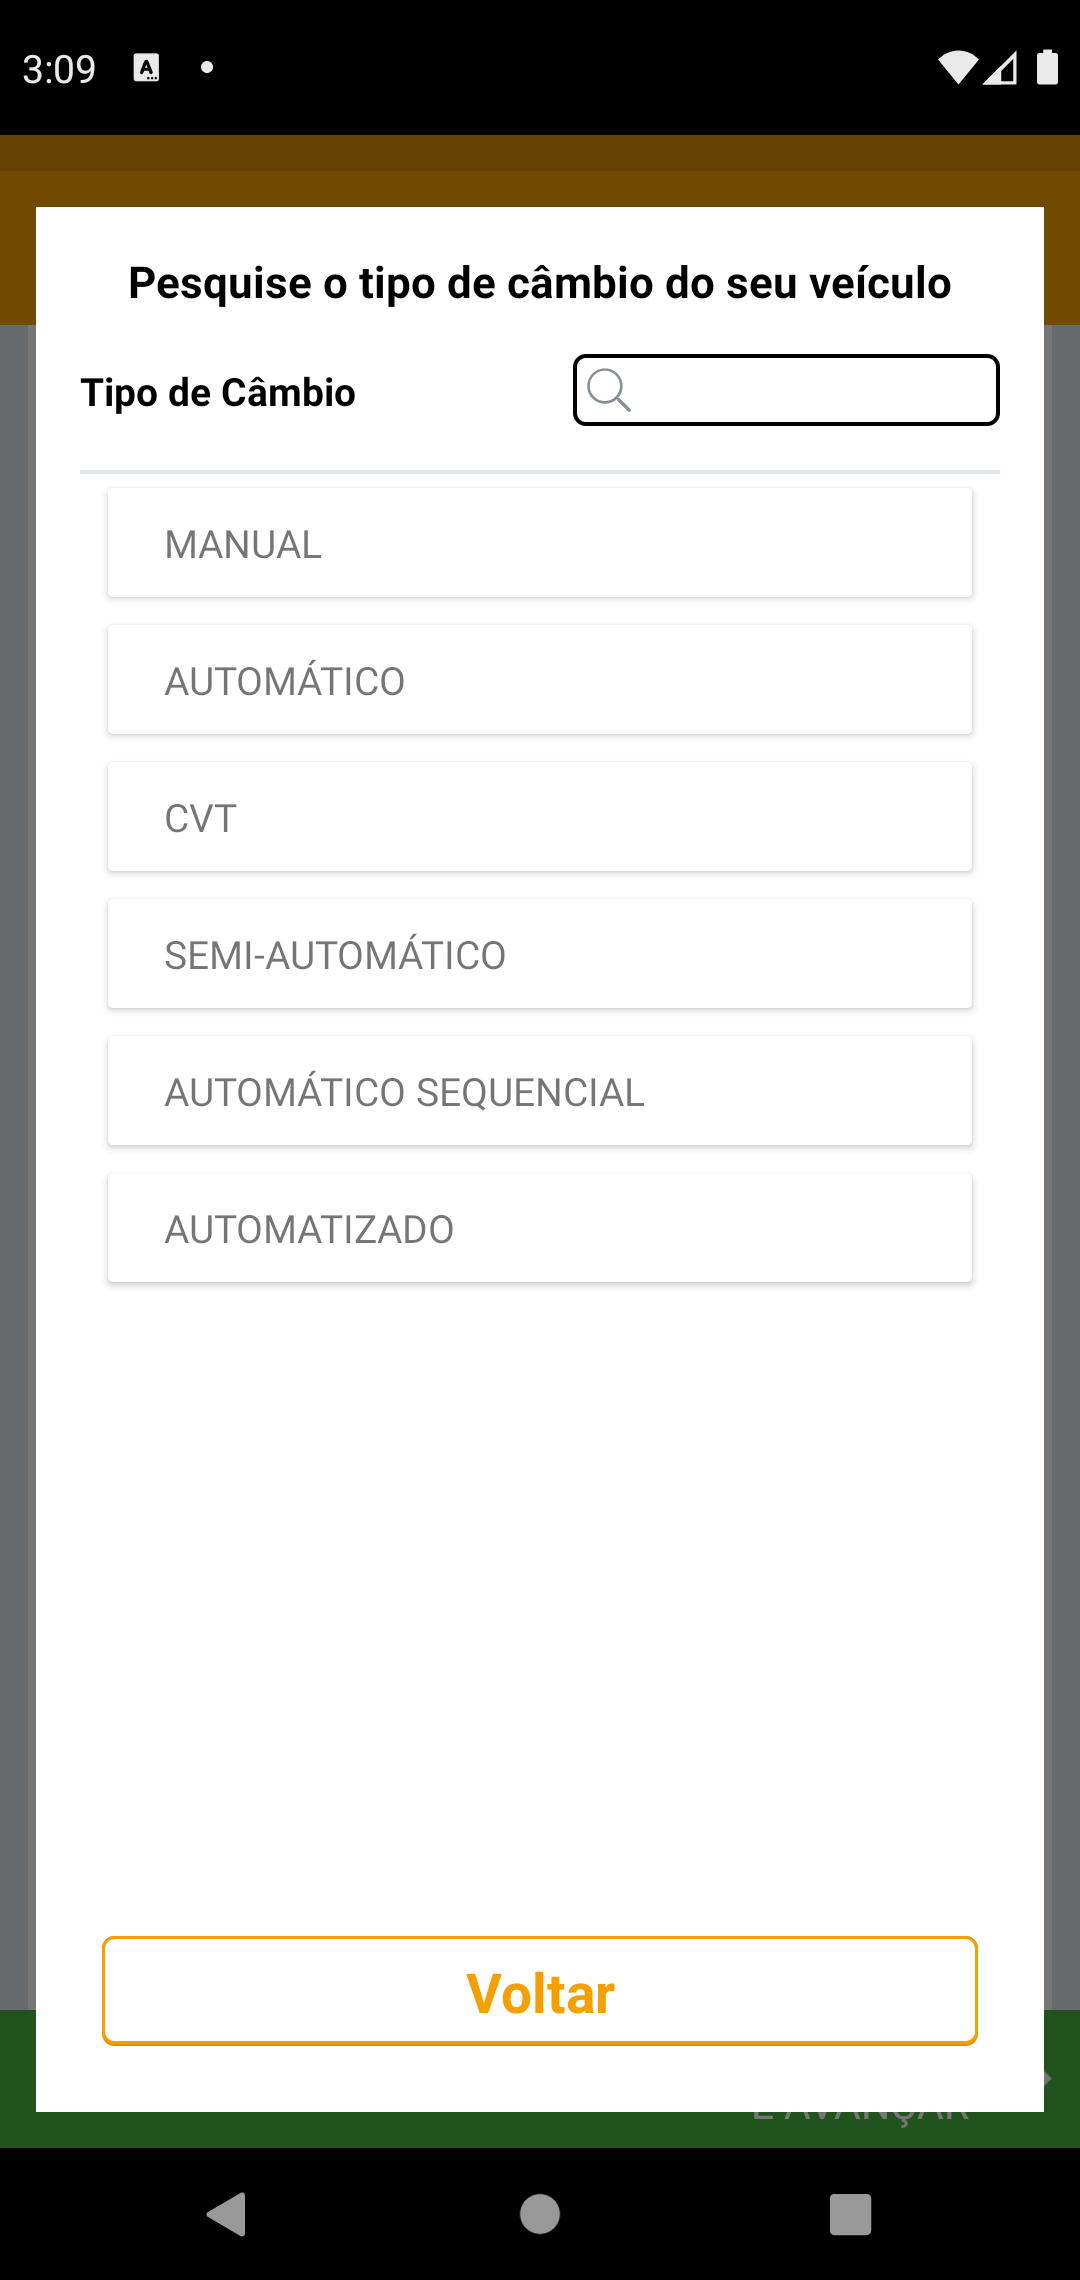 3:09
Pesquise o tipo de câmbio do seu veículo
Tipo de Câmbio
MANUAL
AUTOMÁTICO
CVT
SEMI-AUTOMÁTICO
AUTOMÁTICO SEQUENCIAL
AUTOMATIZADO
Voltar
E AVANÇAR